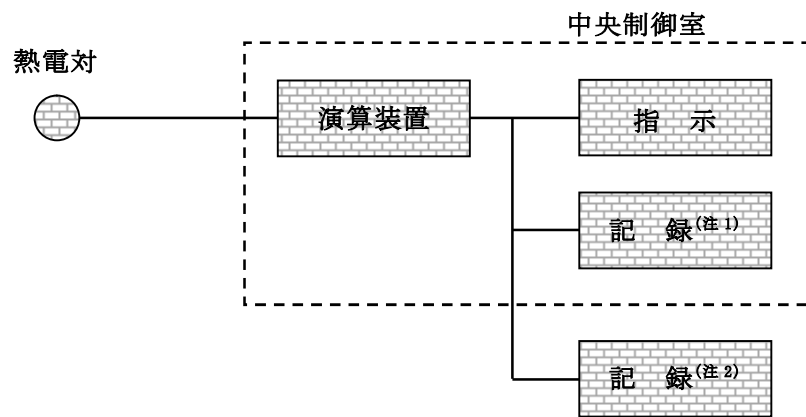 中央制御室
熱電対
演算装置
指 示
記 録(注1)
記 録(注2)